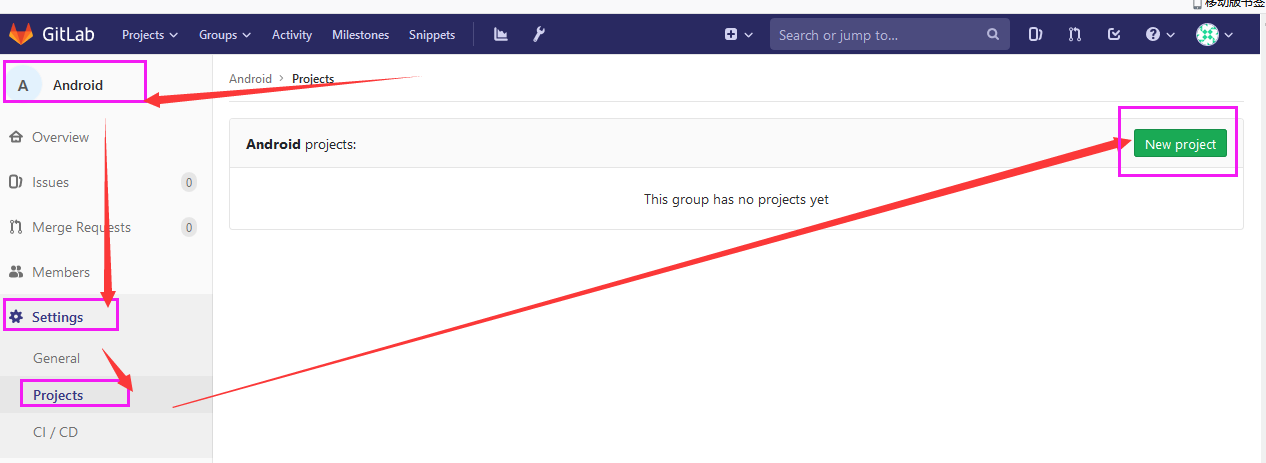 移动版书签
GitLab Projects Groups Activity Milestones Snippets Search or jump to...
A Android
Android > Projects
Overview
Android projects: New project
Issues 0
This group has no projects yet
Merge Requests 0
Members
Settings
General
Projects
CI / CD